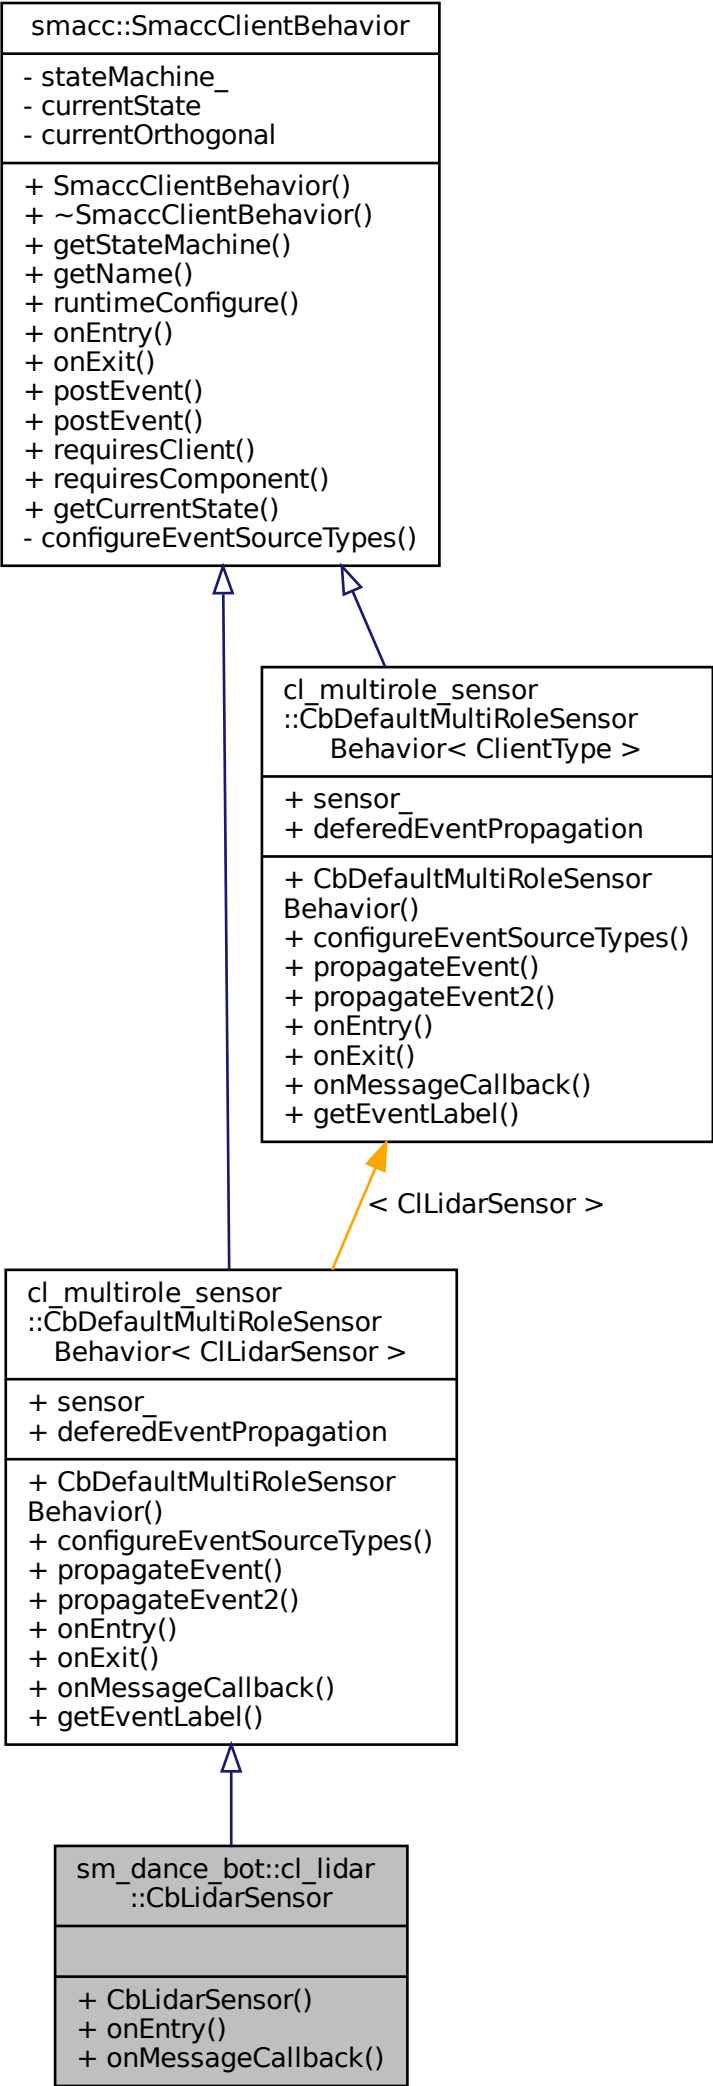 smacc::SmaccClientBehavior
- stateMachine_
- currentState
- currentOrthogonal
+ SmaccClientBehavior()
+ ~SmaccClientBehavior()
+ getStateMachine()
+ getName()
+ runtimeConfigure()
+ onEntry()
+ onExit()
+ postEvent()
+ postEvent()
+ requiresClient()
+ requiresComponent()
+ getCurrentState()
- configureEventSourceTypes()
cl_multirole_sensor
::CbDefaultMultiRoleSensor
Behavior< ClientType >
+ sensor_
+ deferedEventPropagation
+ CbDefaultMultiRoleSensor
Behavior()
+ configureEventSourceTypes()
+ propagateEvent()
+ propagateEvent2()
+ onEntry()
+ onExit()
+ onMessageCallback()
+ getEventLabel()
< ClLidarSensor >
cl_multirole_sensor
::CbDefaultMultiRoleSensor
Behavior< ClLidarSensor >
+ sensor_
+ deferedEventPropagation
+ CbDefaultMultiRoleSensor
Behavior()
+ configureEventSourceTypes()
+ propagateEvent()
+ propagateEvent2()
+ onEntry()
+ onExit()
+ onMessageCallback()
+ getEventLabel()
sm_dance_bot::cl_lidar
::CbLidarSensor
+ CbLidarSensor()
+ onEntry()
+ onMessageCallback()